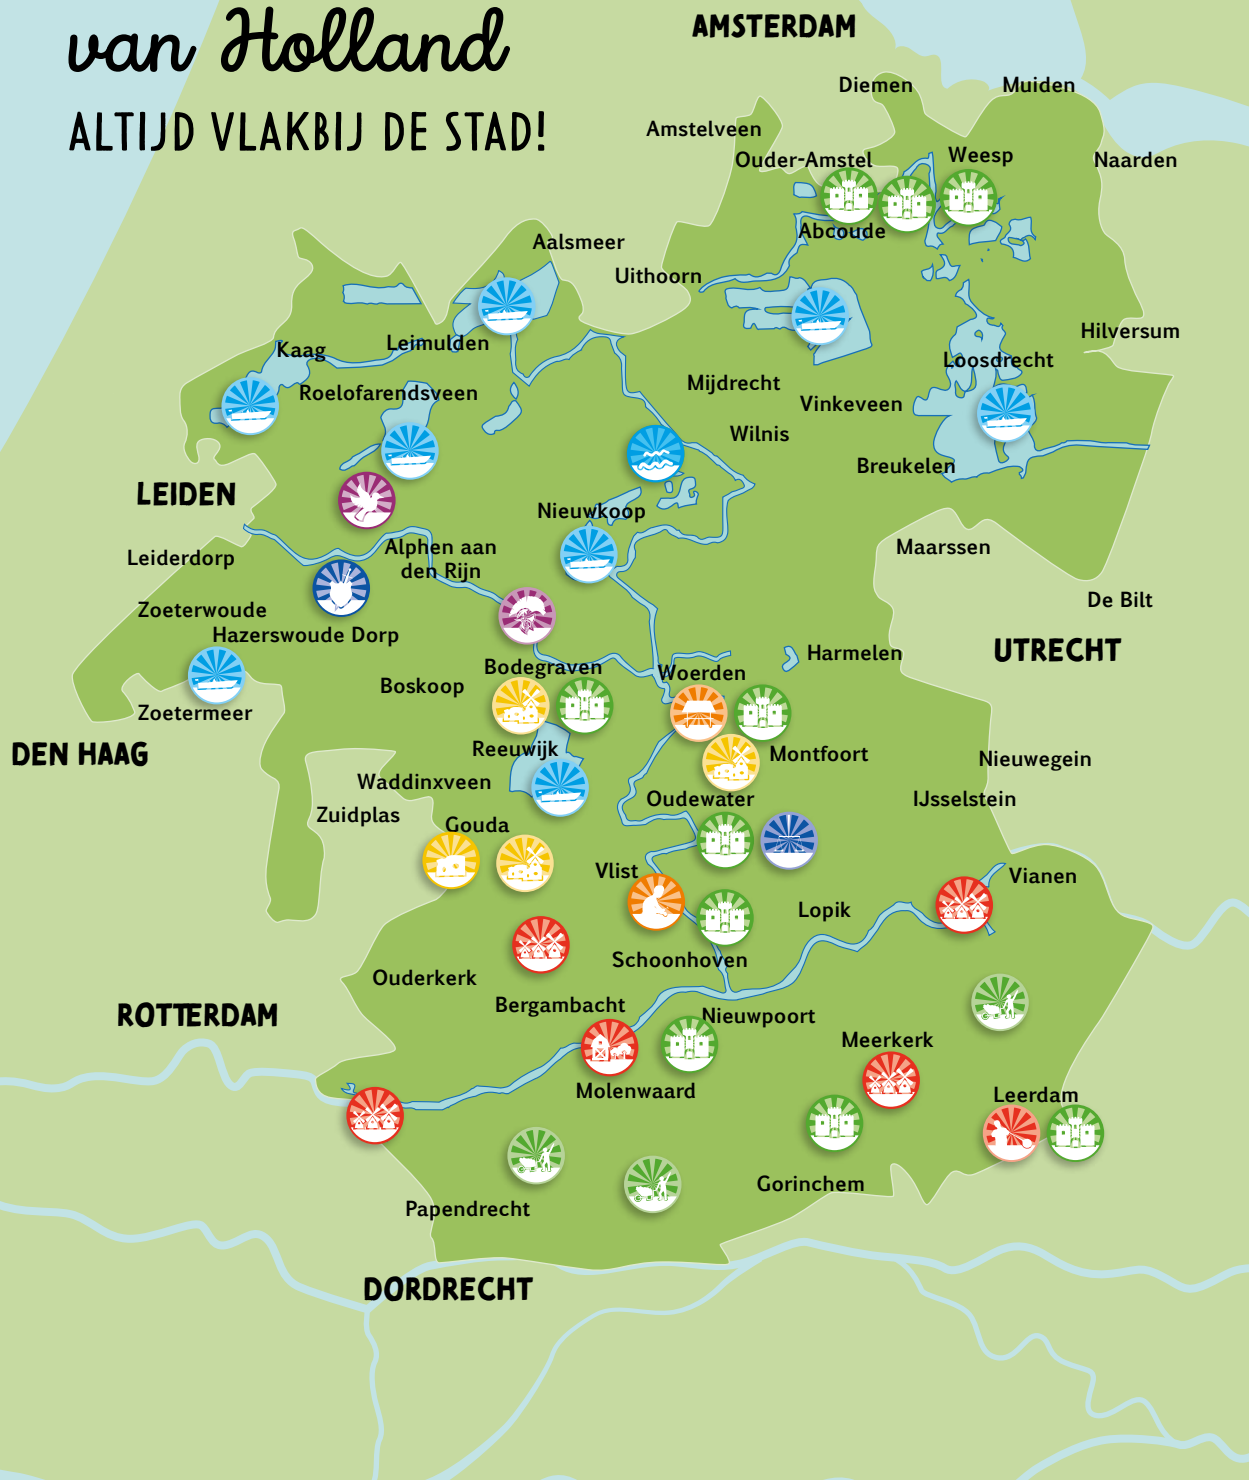 van Holland
ALTIJD VLAKBIJ DE STAD!
AMSTERDAM
Diemen
Muiden
Amstelveen
Ouder-Amstel
Weesp
Naarden
Abcoude
Aalsmeer
Uithoorn
Hilversum
Leimulden
Kaag
Loosdrecht
Roelofarendsveen
Mijdrecht
Vinkeveen
Wilnis
Breukelen
LEIDEN
Nieuwkoop
Leiderdorp
Alphen aan
den Rijn
Maarssen
De Bilt
Zoeterwoude
Hazerswoude Dorp
UTRECHT
Harmelen
Bodegraven
Woerden
Boskoop
Zoetermeer
DEN HAAG
Reeuwijk
Montfoort
Nieuwegein
Waddinxveen
Oudewater
IJsselstein
Zuidplas
Gouda
Vlist
Vianen
Lopik
Schoonhoven
Ouderkerk
Bergambacht
ROTTERDAM
Nieuwpoort
Meerkerk
Molenwaard
Leerdam
Gorinchem
Papendrecht
DORDRECHT